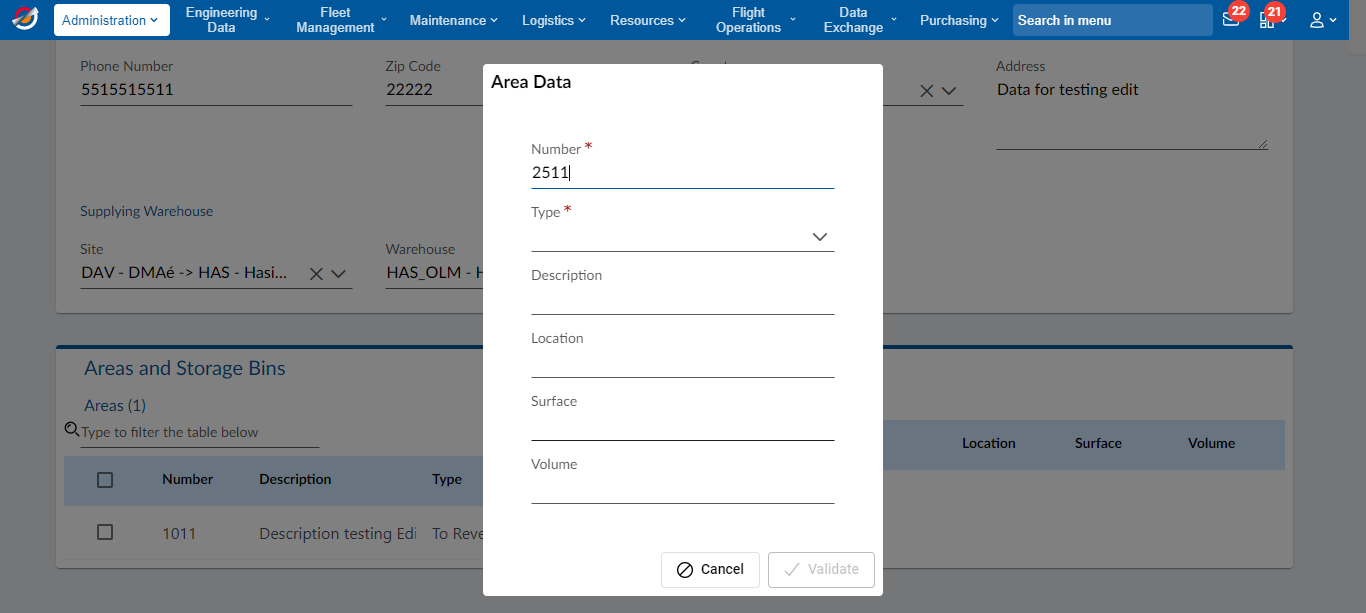 Administration
Engineering
Data
Fleet
Management
Maintenance
Logistics
Resources
Flight
Operations
Data
Exchange
Purchasing
Search in menu
22
21
Phone Number
5515515511
Zip Code
22222
Address
Data for testing edit
Supplying Warehouse
Site
DAV - DMAé -> HAS - Hasi...
Warehouse
HAS_OLM - H
Areas and Storage Bins
Areas (1)
Type to filter the table below
Number Description Type
1011 Description testing Edi To Reve
Location Surface Volume
Area Data
Number *
2511
Type *
Description
Location
Surface
Volume
Cancel
Validate